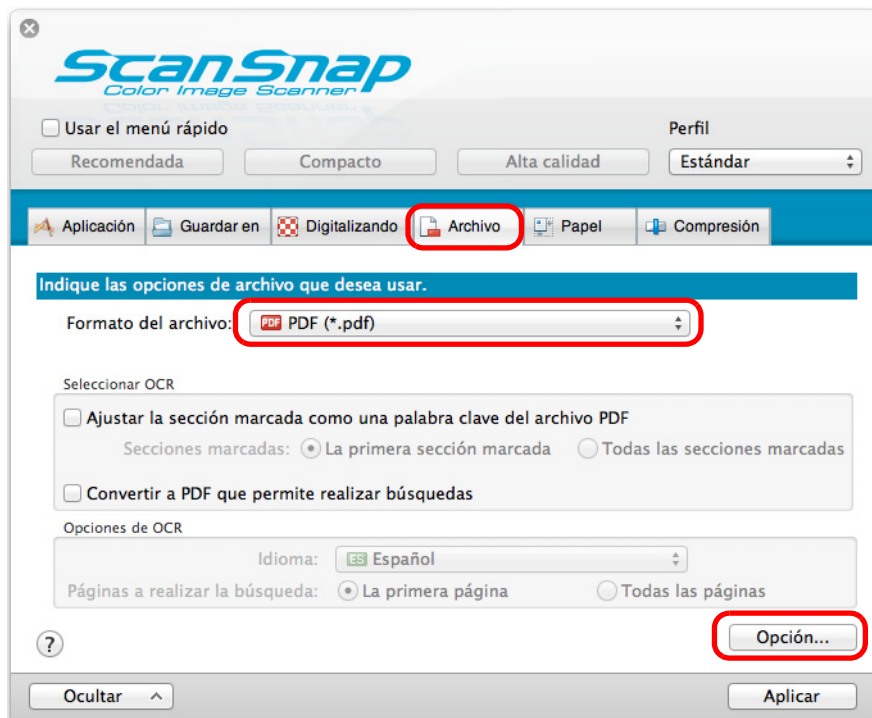 ScanSnap
Color Image Scanner
Usar el menú rápido
Perfil
Recomendada Compacto Alta calidad Estándar
Aplicación Guardar en Digitalizando Archivo Papel Compresión
Indique las opciones de archivo que desea usar.
Formato del archivo: PDF PDF (*.pdf)
Seleccionar OCR
Ajustar la sección marcada como una palabra clave del archivo PDF
Secciones marcadas: La primera sección marcada Todas las secciones marcadas
Convertir a PDF que permite realizar búsquedas
Opciones de OCR
Idioma: ES Español
Páginas a realizar la búsqueda: La primera página Todas las páginas
? Opción...
Ocultar Aplicar